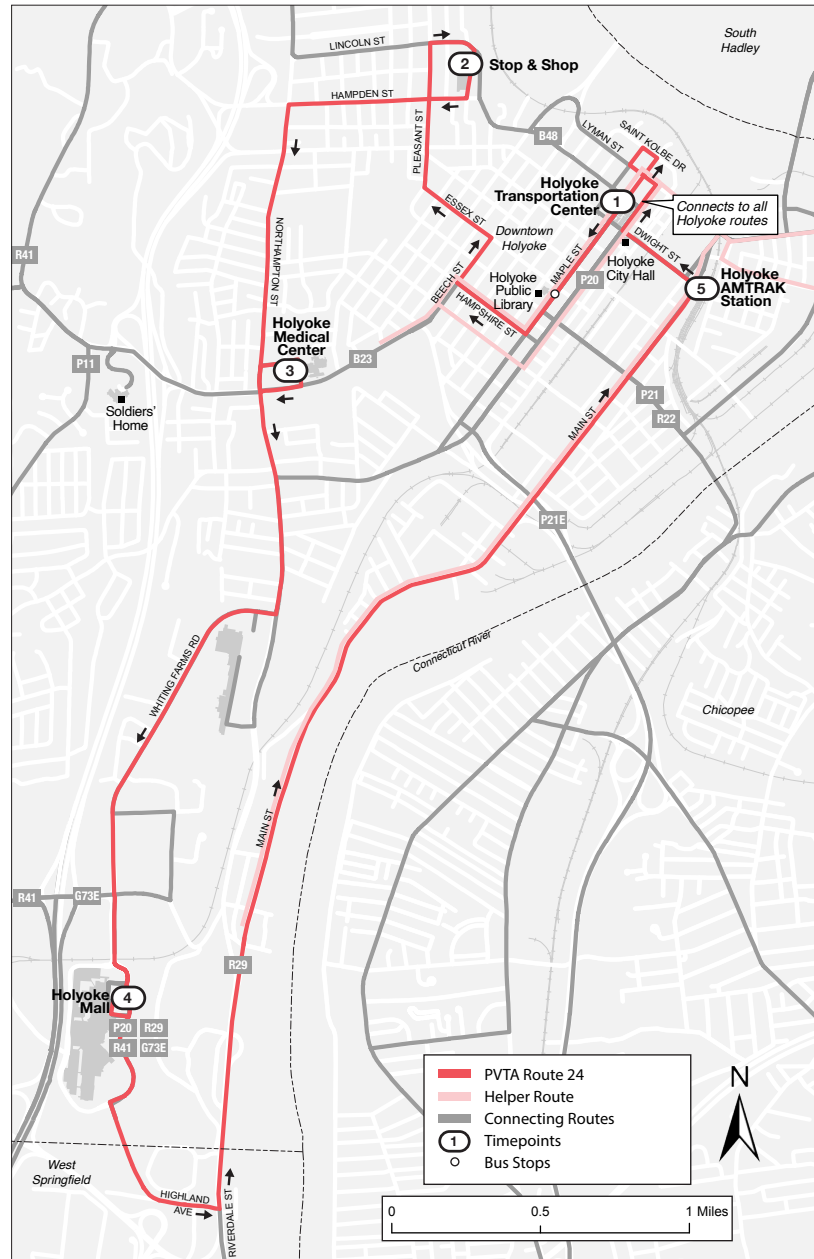 South
Hadley
LINCOLN ST
2
Stop & Shop
HAMPDEN ST
PLEASANT ST
B48
LYMAN ST
SAINT KOLBE DR
Holyoke
Transportation
Center
1
Connects to all
Holyoke routes
ESSEX ST
Downtown
Holyoke
NORTHAMPTON ST
R41
MAPLE ST
DWIGHT ST
Holyoke
City Hall
BEECH ST
P20
Holyoke
Public
Library
5
Holyoke
AMTRAK
Station
HAMPSHIRE ST
Holyoke
Medical
Center
3
B23
P11
Soldiers'
Home
P21
R22
MAIN ST
P21E
Connecticut River
WHITING FARMS RD
Chicopee
MAIN ST
R41
G73E
R29
Holyoke
Mall
4
P20
R29
R41
G73E
PVTA Route 24
Helper Route
Connecting Routes
1
Timepoints
Bus Stops
N
West
Springfield
HIGHLAND
AVE
RIVERDALE ST
0
0.5
1 Miles